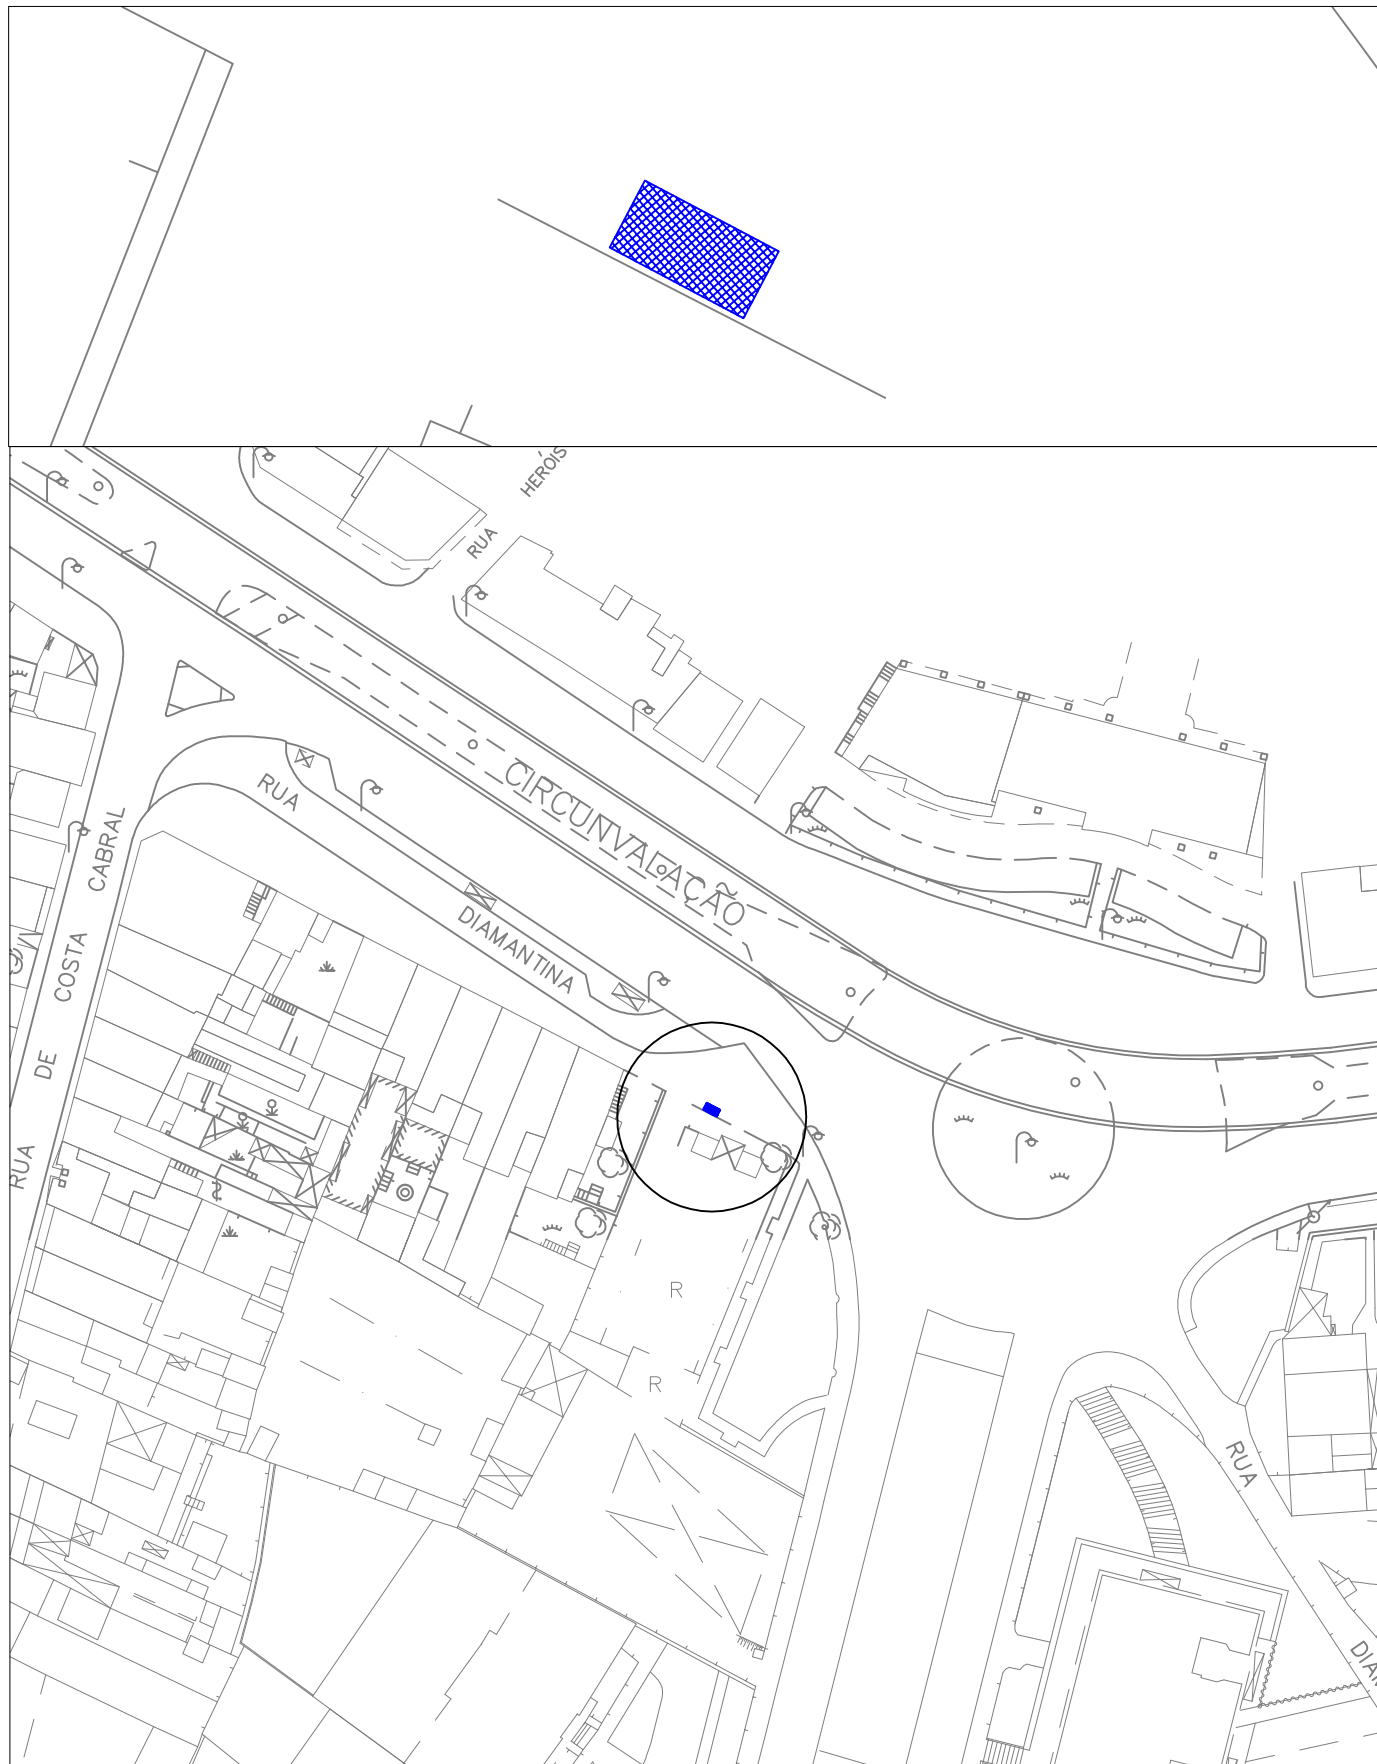 HERÓIS
RUA
CIRCUNVALAÇÃO
RUA
DIAMANTINA
RUA DE COSTA CABRAL
R
R
RUA